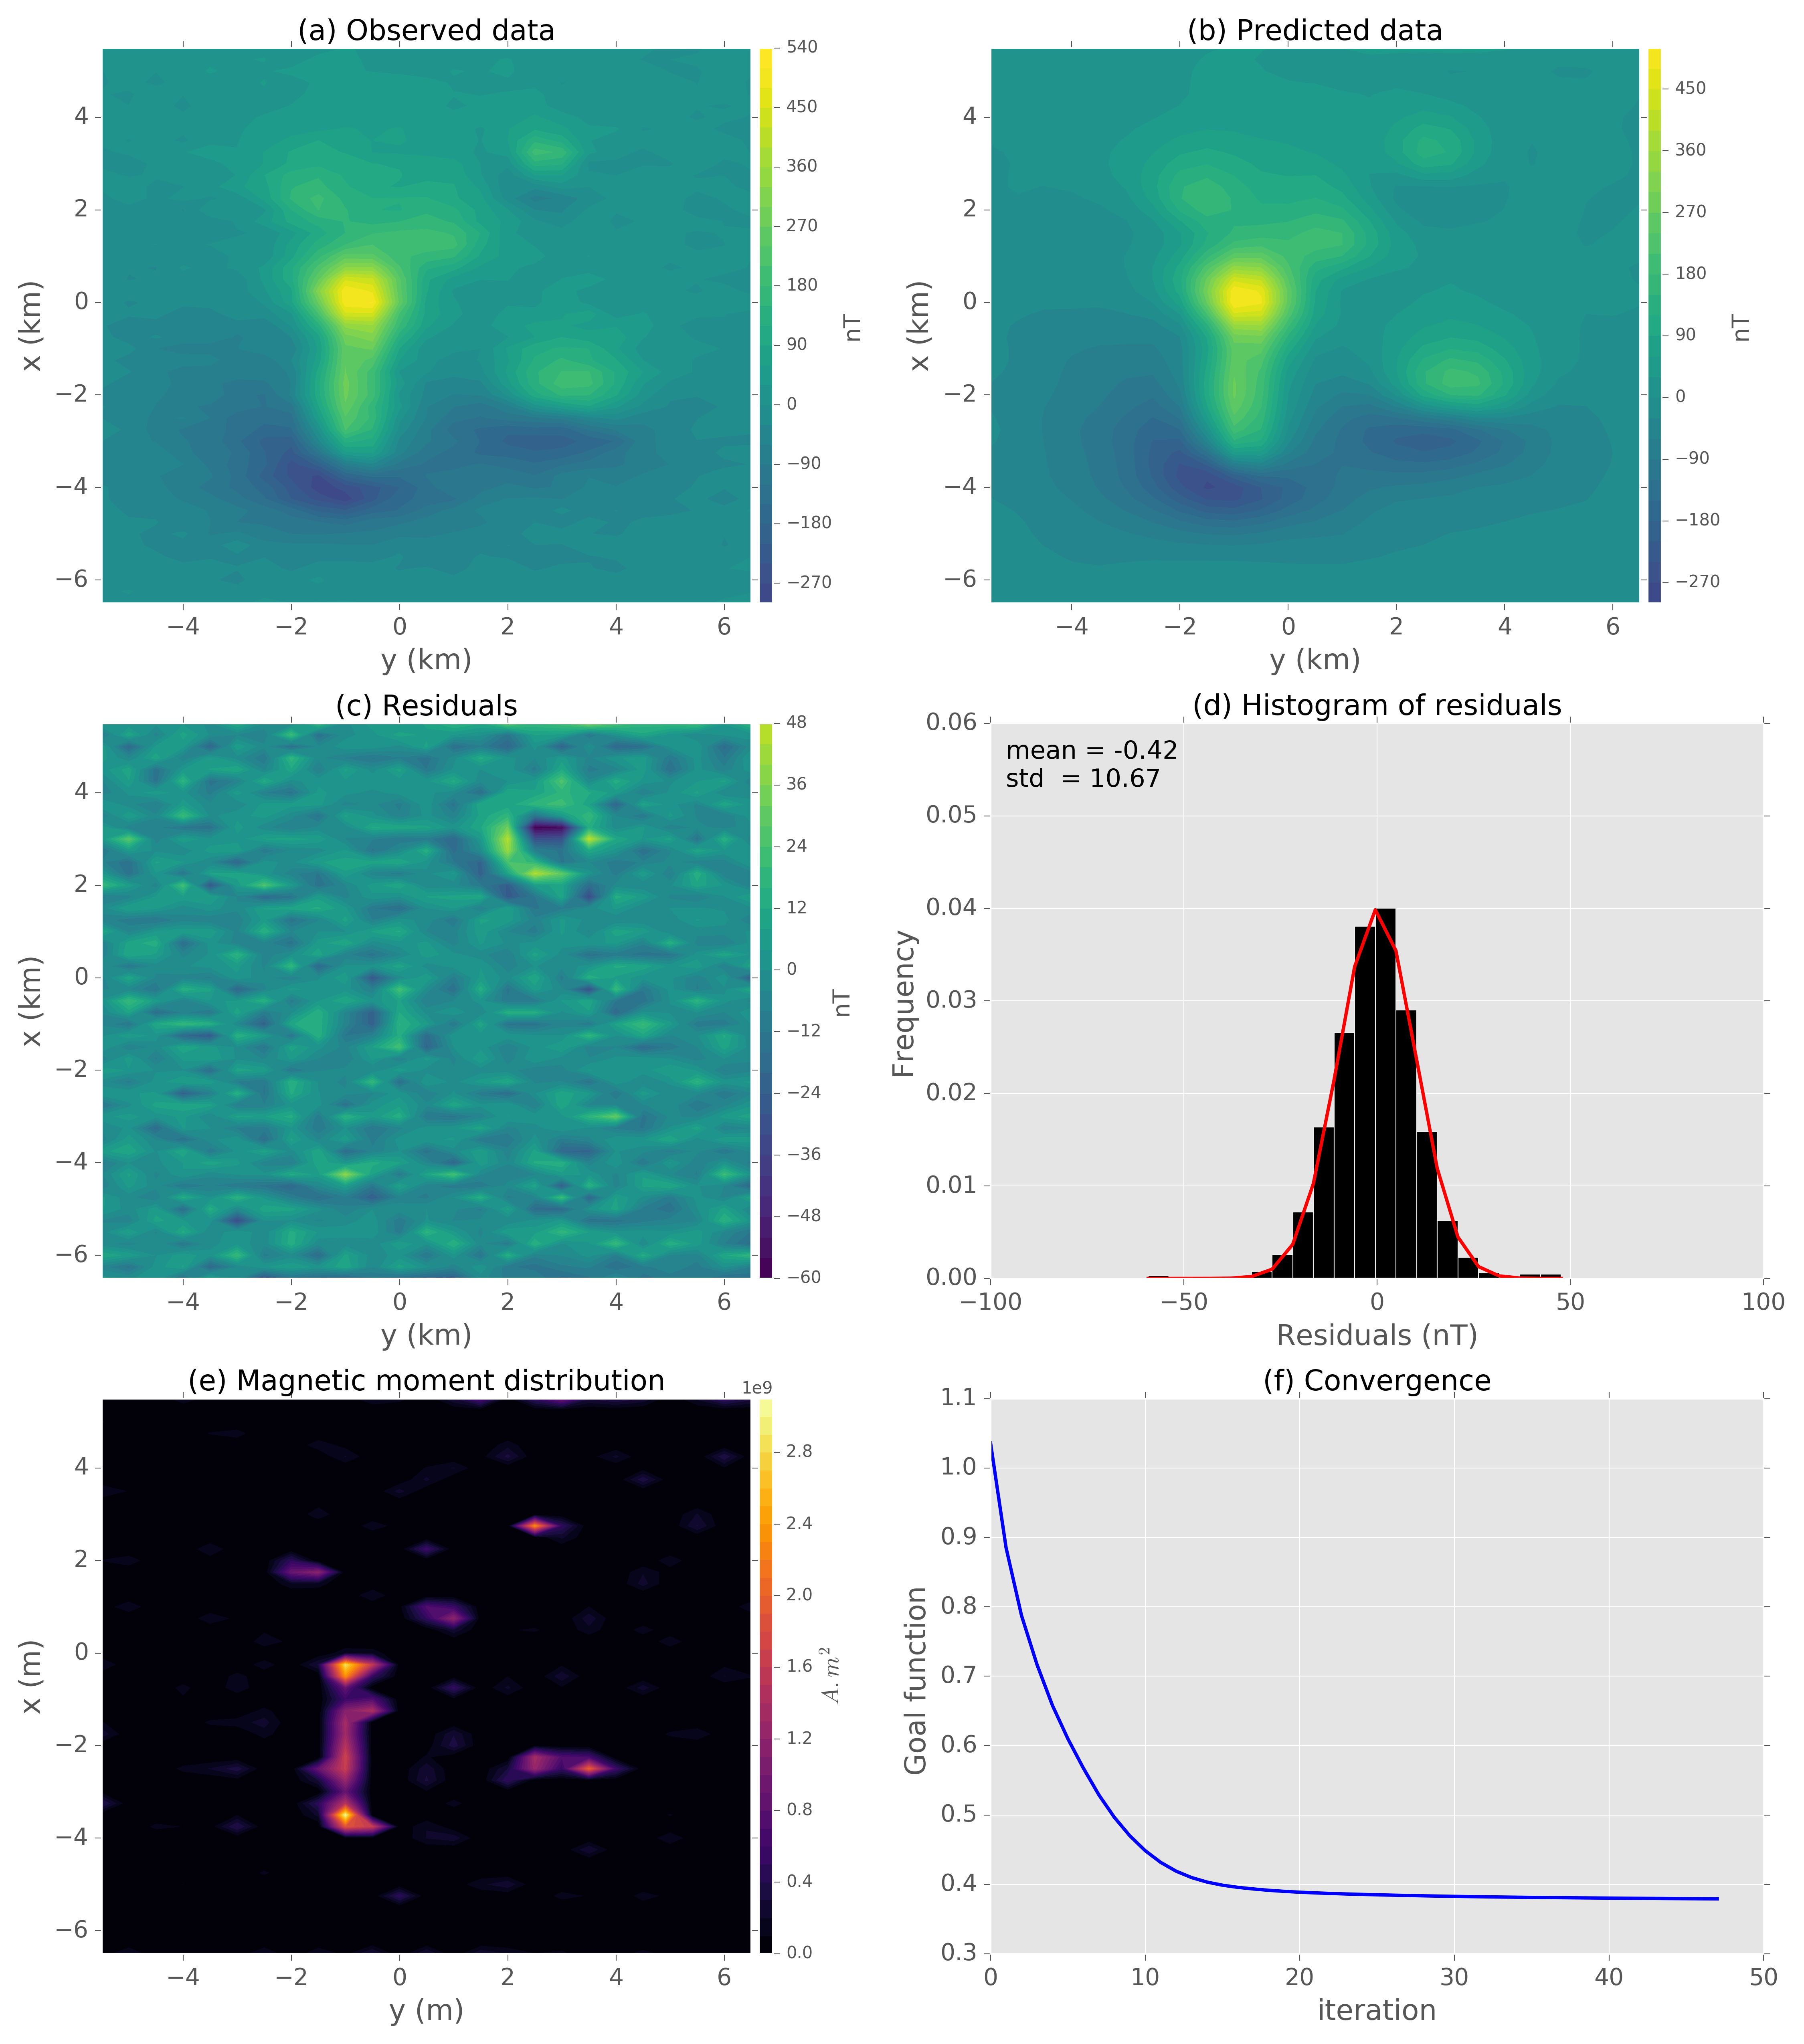 (a) Observed data
540
450
360
270
180
90
0
−90
−180
−270
nT
4
2
0
−2
−4
−6
x (km)
−4 −2 0 2 4 6
y (km)
(b) Predicted data
450
360
270
180
90
0
−90
−180
−270
nT
4
2
0
−2
−4
−6
x (km)
−4 −2 0 2 4 6
y (km)
(c) Residuals
48
36
24
12
0
−12
−24
−36
−48
−60
nT
4
2
0
−2
−4
−6
x (km)
−4 −2 0 2 4 6
y (km)
(d) Histogram of residuals
mean = -0.42
std = 10.67
0.06
0.05
0.04
0.03
0.02
0.01
0.00
Frequency
−100 −50 0 50 100
Residuals (nT)
(e) Magnetic moment distribution
1e9
2.8
2.4
2.0
1.6
1.2
0.8
0.4
0.0
A.m²
4
2
0
−2
−4
−6
x (m)
−4 −2 0 2 4 6
y (m)
(f) Convergence
1.1
1.0
0.9
0.8
0.7
0.6
0.5
0.4
0.3
Goal function
0 10 20 30 40 50
iteration